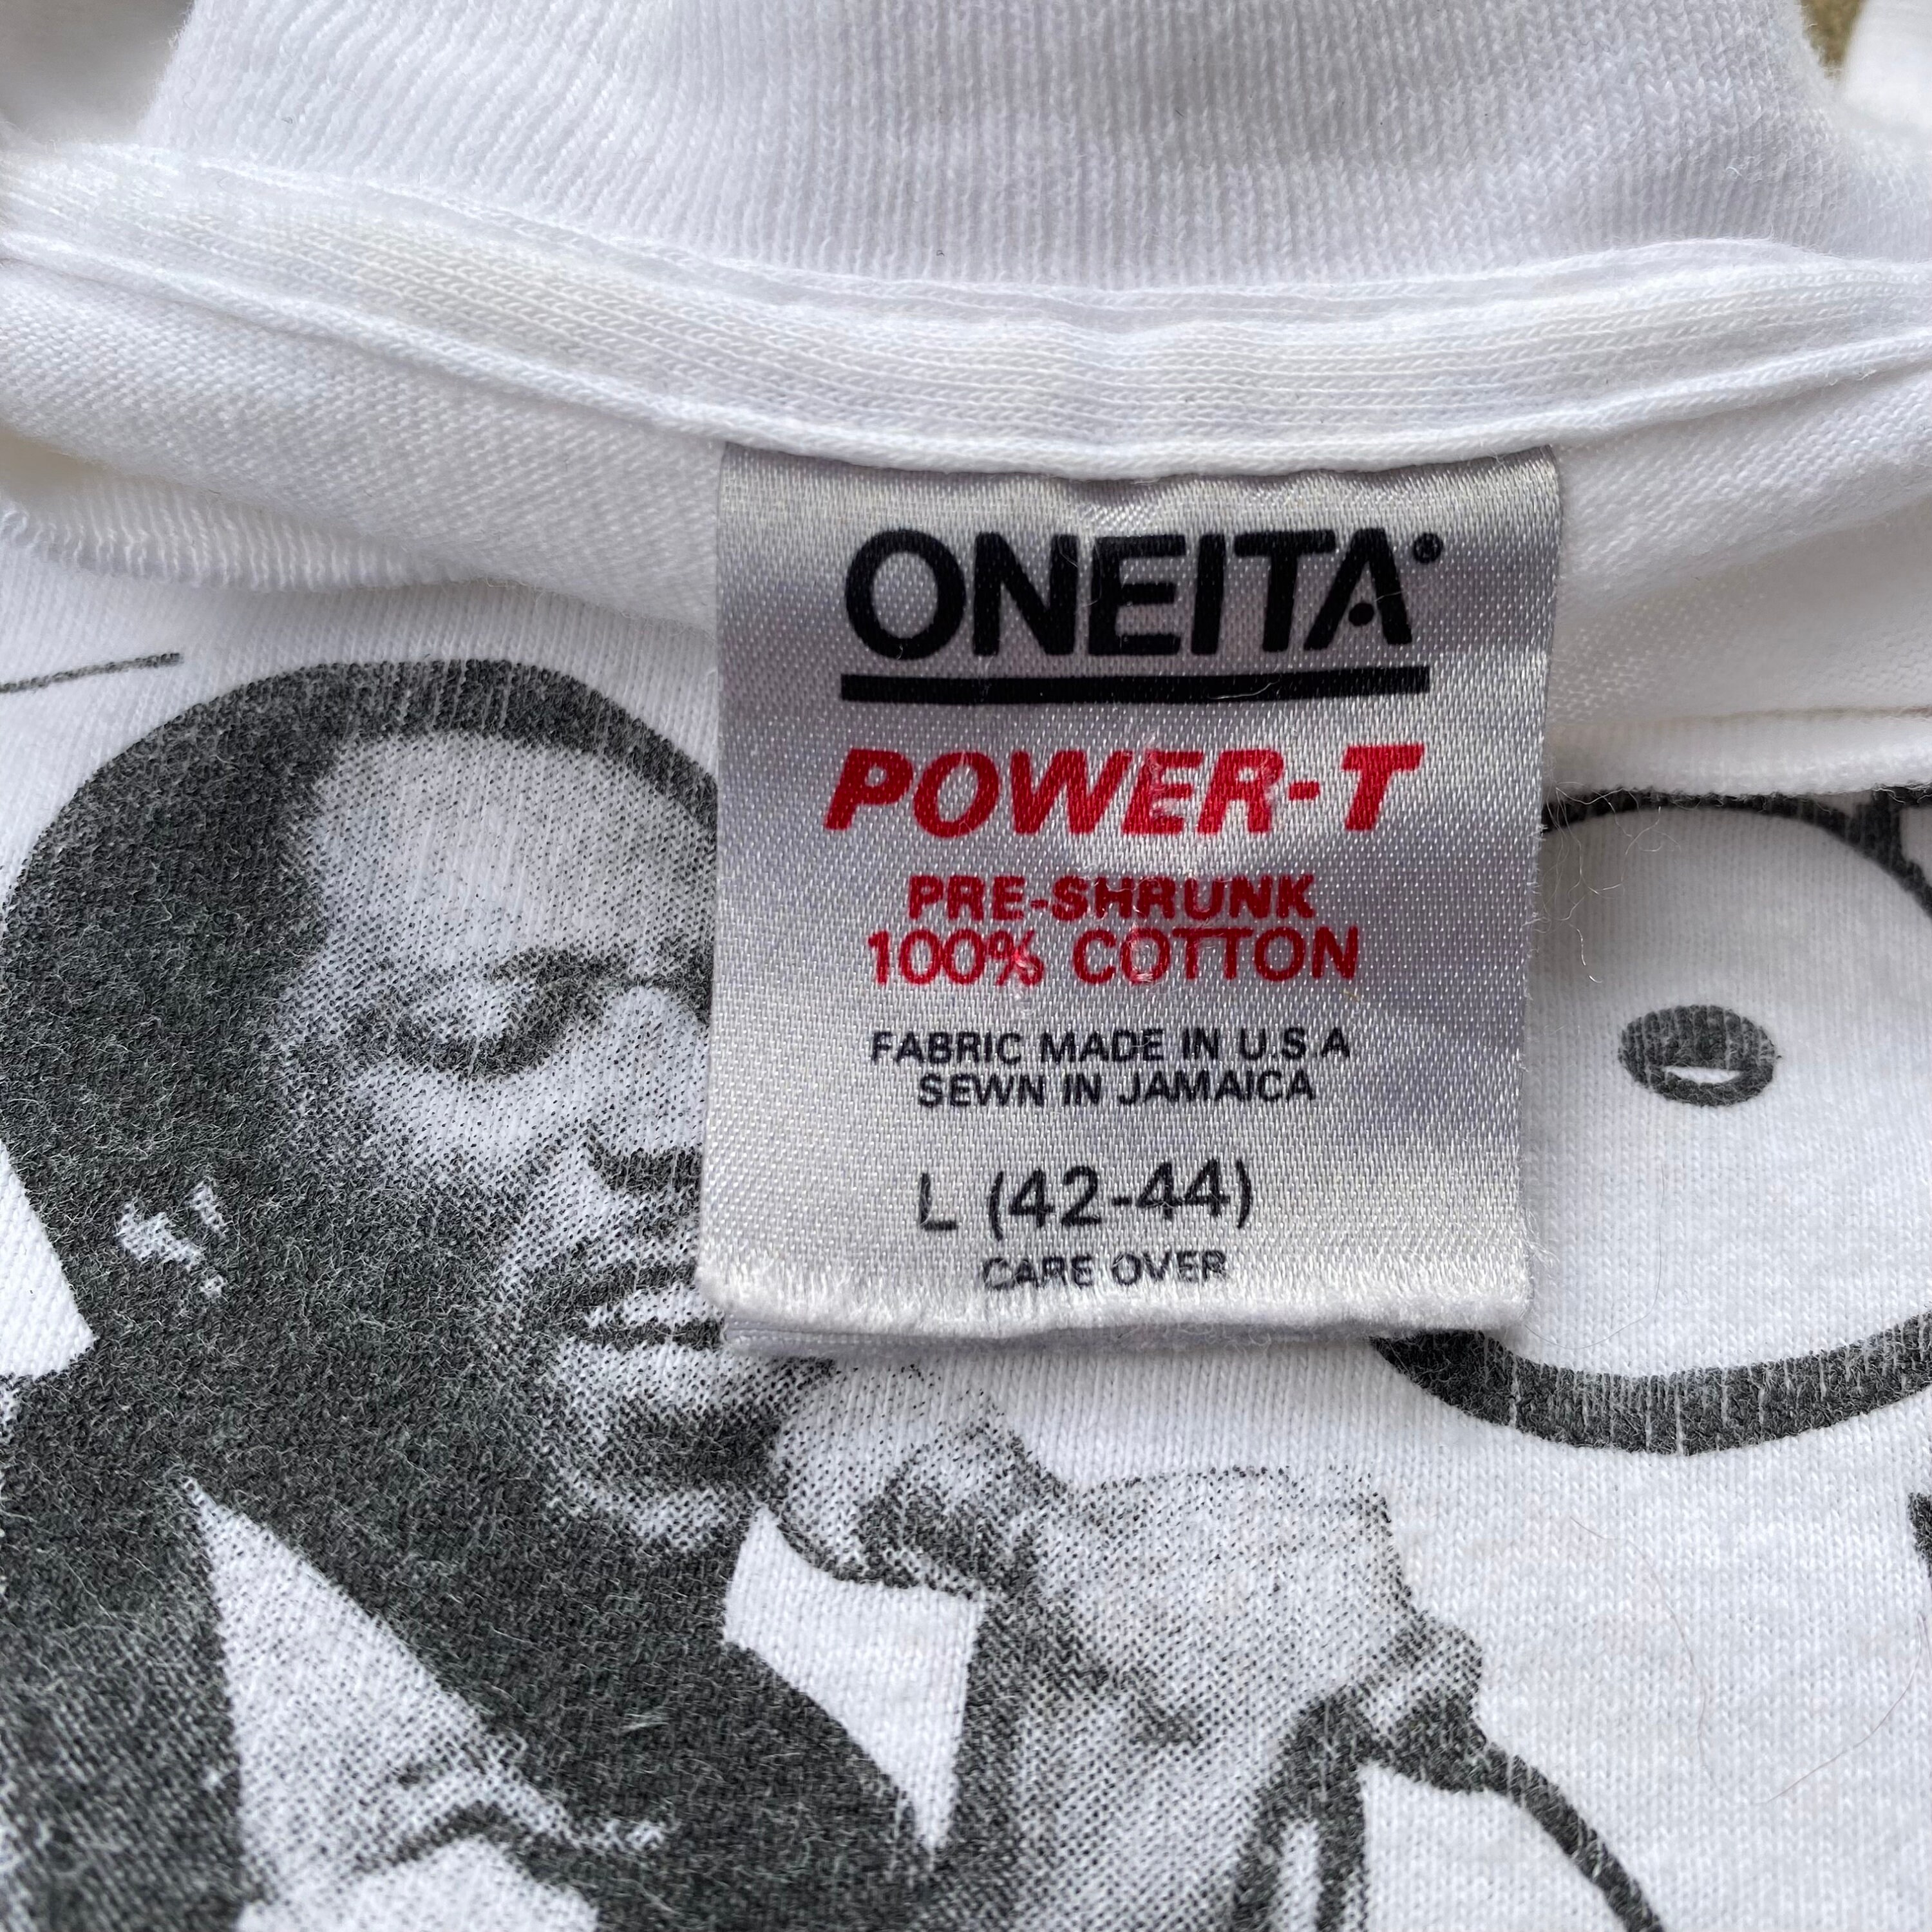 ONEITA®
POWER-T
PRE-SHRUNK
100% COTTON
FABRIC MADE IN U.S A
SEWN IN JAMAICA
L (42-44)
CARE OVER